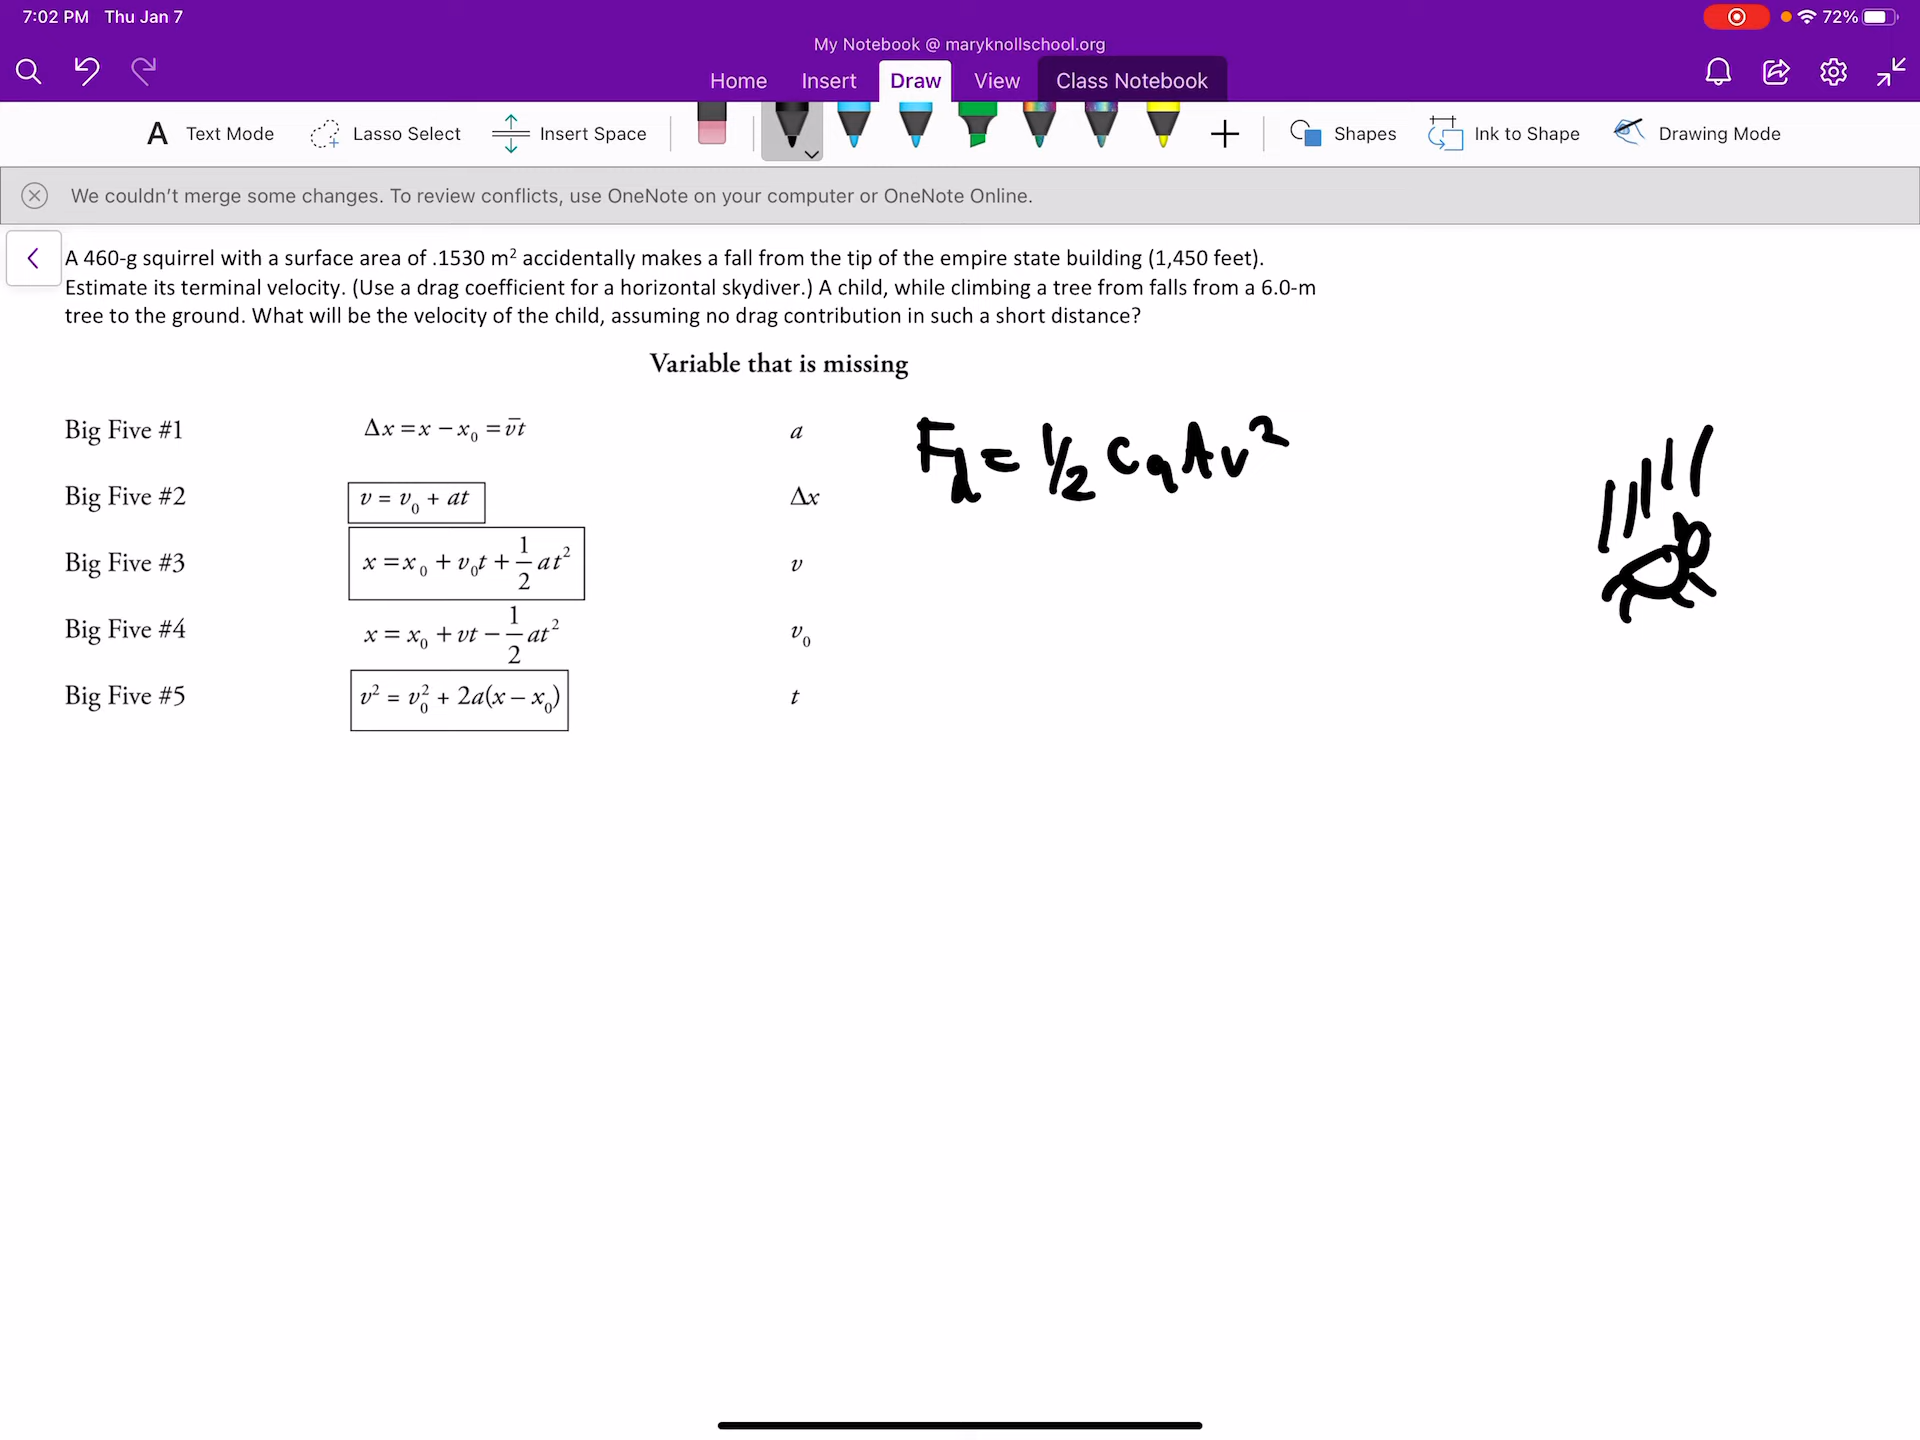 7:02 PM Thu Jan 7
72%
My Notebook @ maryknollschool.org
Home Insert Draw View Class Notebook
A Text Mode Lasso Select Insert Space Shapes Ink to Shape Drawing Mode
We couldn't merge some changes. To review conflicts, use OneNote on your computer or OneNote Online.
A 460-g squirrel with a surface area of .1530 m² accidentally makes a fall from the tip of the empire state building (1,450 feet).
Estimate its terminal velocity. (Use a drag coefficient for a horizontal skydiver.) A child, while climbing a tree from falls from a 6.0-m
tree to the ground. What will be the velocity of the child, assuming no drag contribution in such a short distance?
Variable that is missing
Big Five #1 Δx = x − x₀ = v̄t a
F_d = 1/2 C q A v²
Big Five #2 v = v₀ + at Δx
Big Five #3 x = x₀ + v₀t + 1/2 at² v
Big Five #4 x = x₀ + vt − 1/2 at² v₀
Big Five #5 v² = v₀² + 2a(x − x₀) t